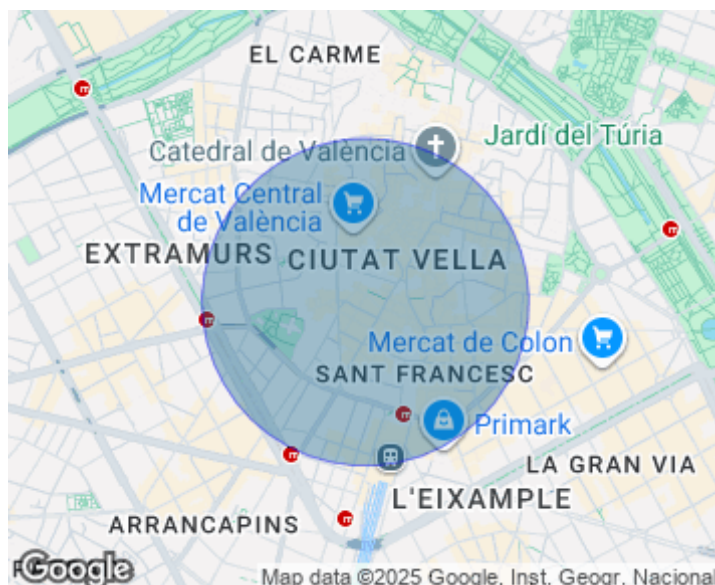 EL CARME
Catedral de València
Jardí del Túria
Mercat Central
de València
EXTRAMURS
CIUTAT VELLA
Mercat de Colon
SANT FRANCESC
Primark
LA GRAN VIA
L'EIXAMPLE
ARRANCAPINS
Google
Map data ©2025 Google, Inst. Geogr. Nacional